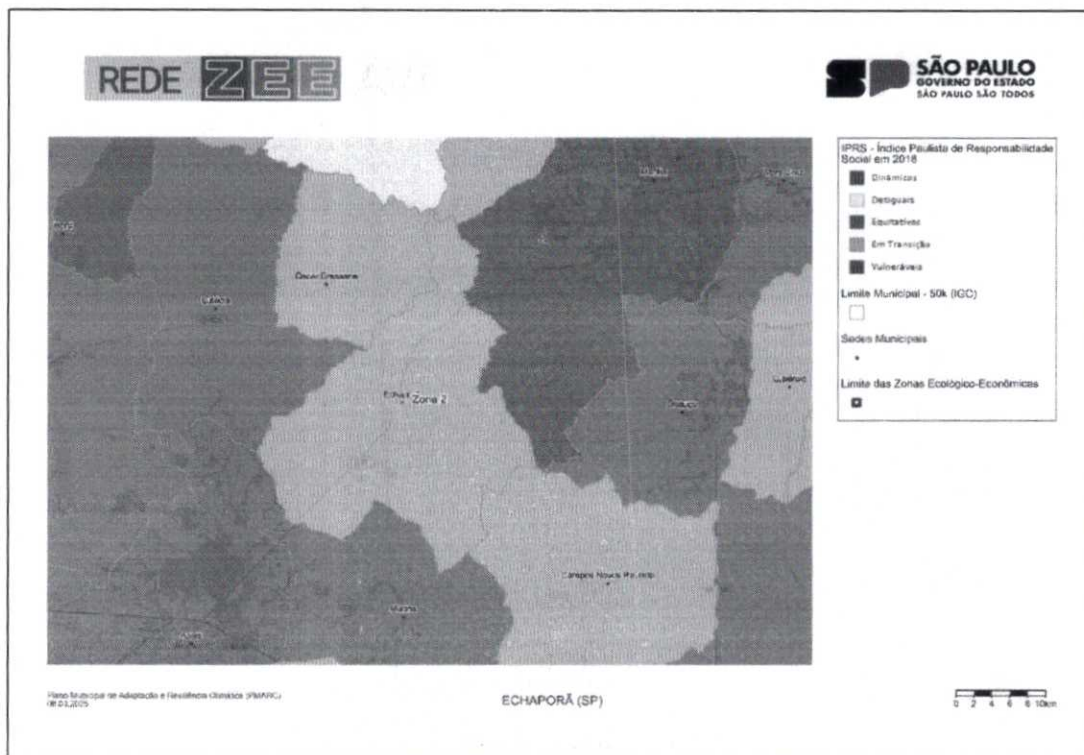 REDE ZEE
SÃO PAULO
GOVERNO DO ESTADO
SÃO PAULO SÃO TODOS
IPRS - Índice Paulista de Responsabilidade
Social em 2018
Dinâmicos
Desiguais
Equitativos
Em Transição
Vulneráveis
Limite Municipal - 50k (IGC)
Sedes Municipais
Limite das Zonas Ecológico-Econômicas
Oscar Bressane
Zona 2
Campos Novos Paulista
Plano Municipal de Adaptação e Resiliência Climática (PMARC)
ECHAPORÃ (SP)
0 2 4 6 8 10km